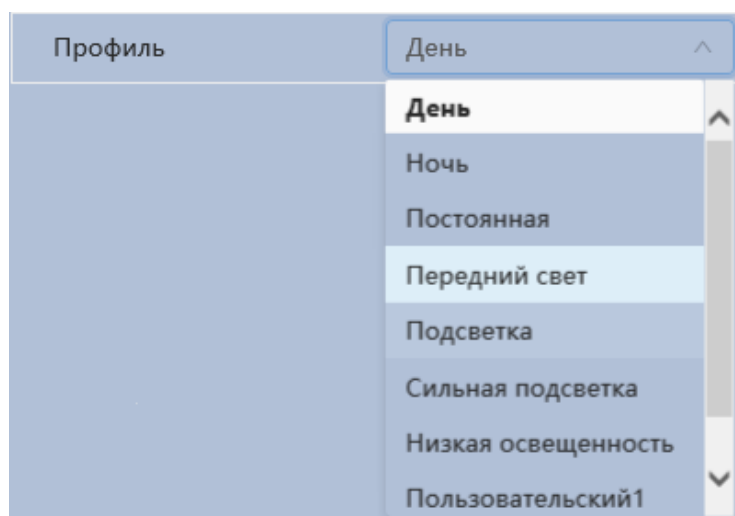 Профиль День
День
Ночь
Постоянная
Передний свет
Подсветка
Сильная подсветка
Низкая освещенность
Пользовательский1